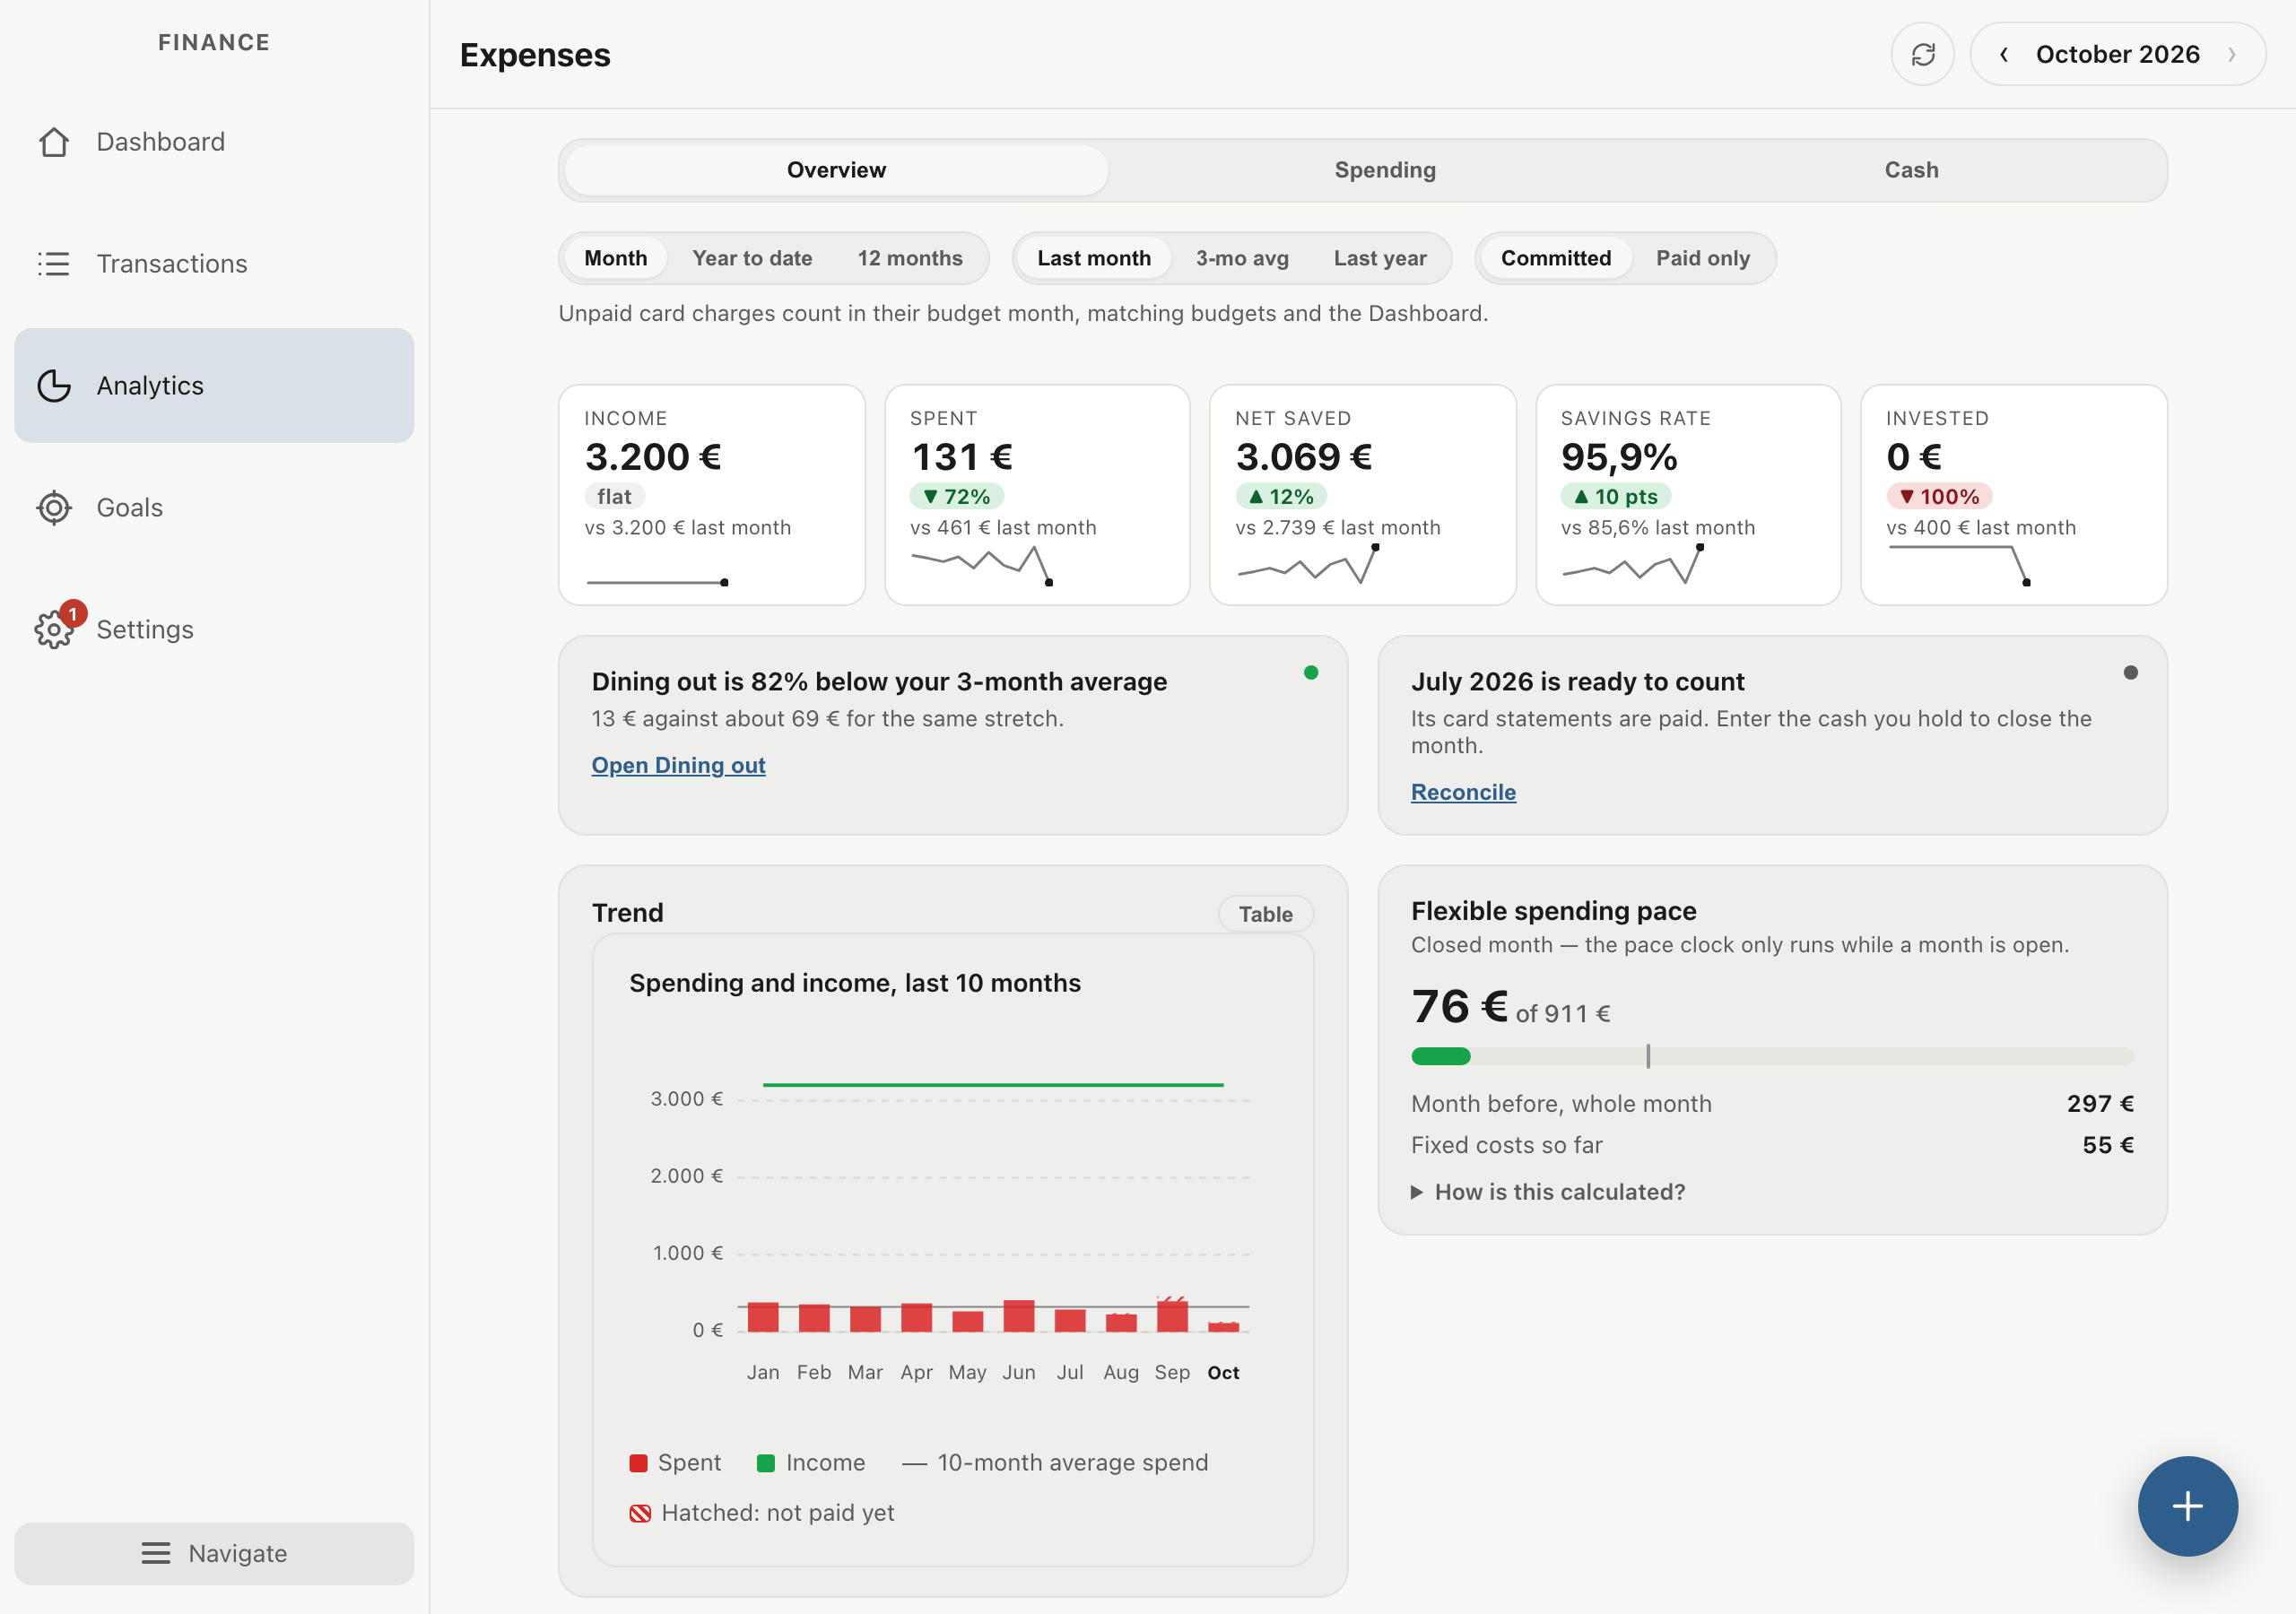 FINANCE
Dashboard
Transactions
Analytics
Goals
1
Settings
Navigate
Expenses
‹ October 2026 ›
Overview Spending Cash
Month Year to date 12 months Last month 3-mo avg Last year Committed Paid only
Unpaid card charges count in their budget month, matching budgets and the Dashboard.
INCOME
3.200 €
flat
vs 3.200 € last month
SPENT
131 €
▼ 72%
vs 461 € last month
NET SAVED
3.069 €
▲ 12%
vs 2.739 € last month
SAVINGS RATE
95,9%
▲ 10 pts
vs 85,6% last month
INVESTED
0 €
▼ 100%
vs 400 € last month
Dining out is 82% below your 3-month average
13 € against about 69 € for the same stretch.
Open Dining out
July 2026 is ready to count
Its card statements are paid. Enter the cash you hold to close the
month.
Reconcile
Trend
Table
Spending and income, last 10 months
3.000 €
2.000 €
1.000 €
0 €
Jan Feb Mar Apr May Jun Jul Aug Sep Oct
Spent Income 10-month average spend
Hatched: not paid yet
Flexible spending pace
Closed month — the pace clock only runs while a month is open.
76 € of 911 €
Month before, whole month 297 €
Fixed costs so far 55 €
▶ How is this calculated?
+